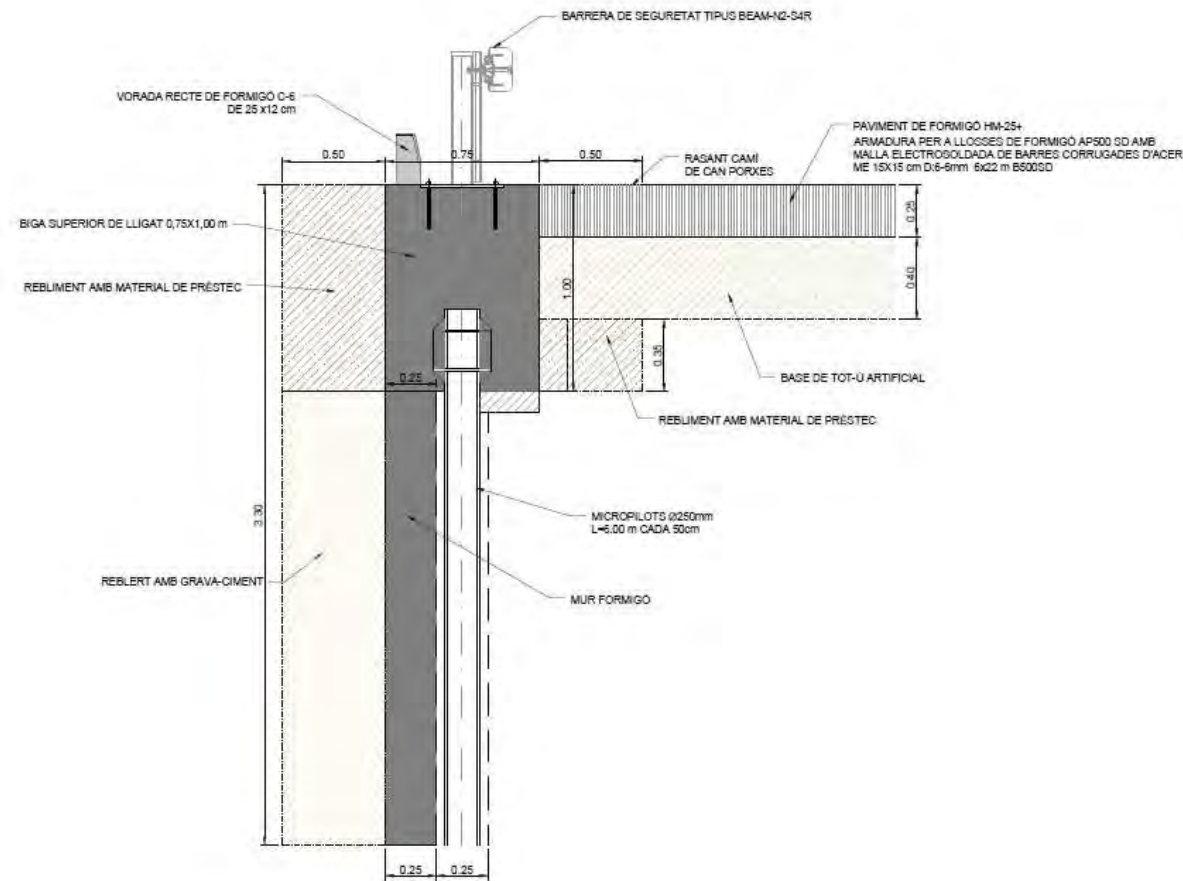 BARRERA DE SEGURETAT TIPUS BEAM-N2-S4R
VORADA RECTE DE FORMIGÓ C-6
DE 25 x12 cm
PAVIMENT DE FORMIGÓ HM-25+
ARMADURA PER A LLOSSES DE FORMIGÓ AP500 SD AMB
MALLA ELECTROSOLDADA DE BARRES CORRUGADES D'ACER
ME 15X15 cm D:6-6mm 6x22 m B500SD
0.50
0.75
0.50
RASANT CAMÍ
DE CAN PORXES
0.25
BIGA SUPERIOR DE LLIGAT 0,75X1,00 m
REBLIMENT AMB MATERIAL DE PRÈSTEC
1.00
0.40
0.35
0.25
BASE DE TOT-Ú ARTIFICIAL
REBLIMENT AMB MATERIAL DE PRÈSTEC
3.30
MICROPILOTS Ø250mm
L=6.00 m CADA 50cm
REBLERT AMB GRAVA-CIMENT
MUR FORMIGÓ
0.25
0.25